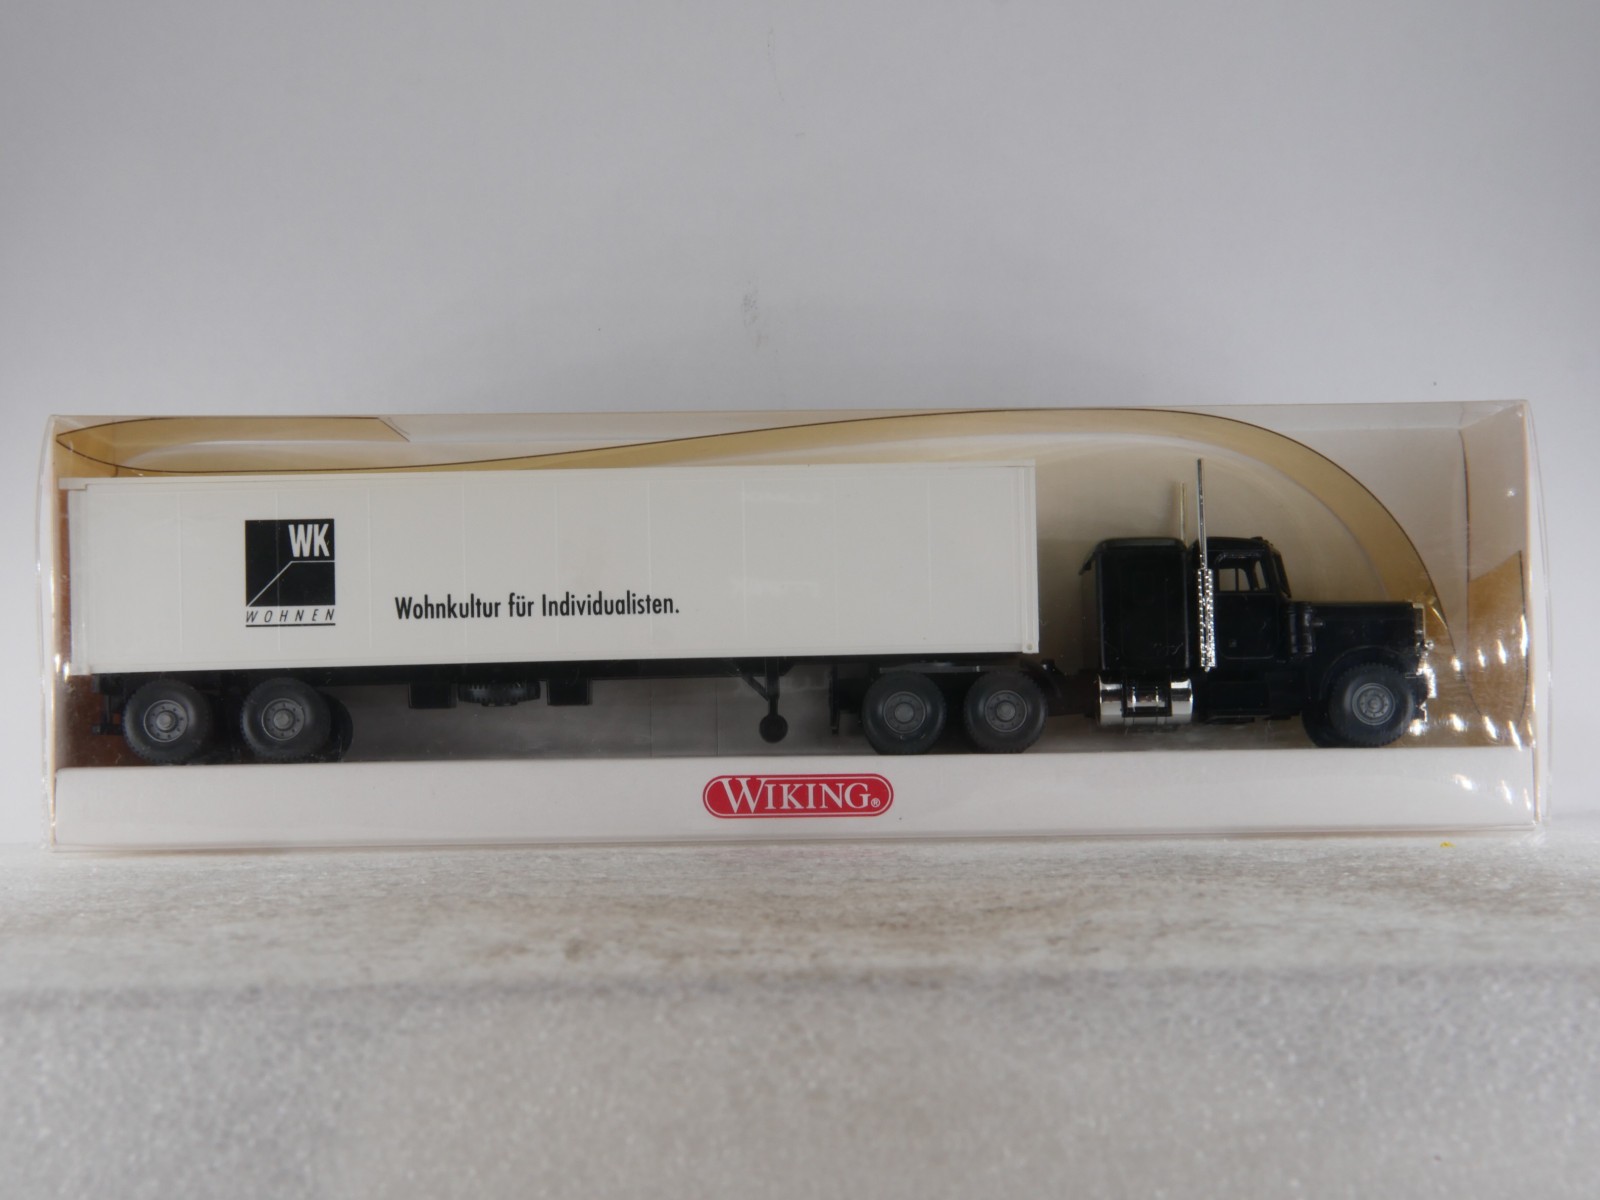 WK
WOHNEN
Wohnkultur für Individualisten.
WIKING®